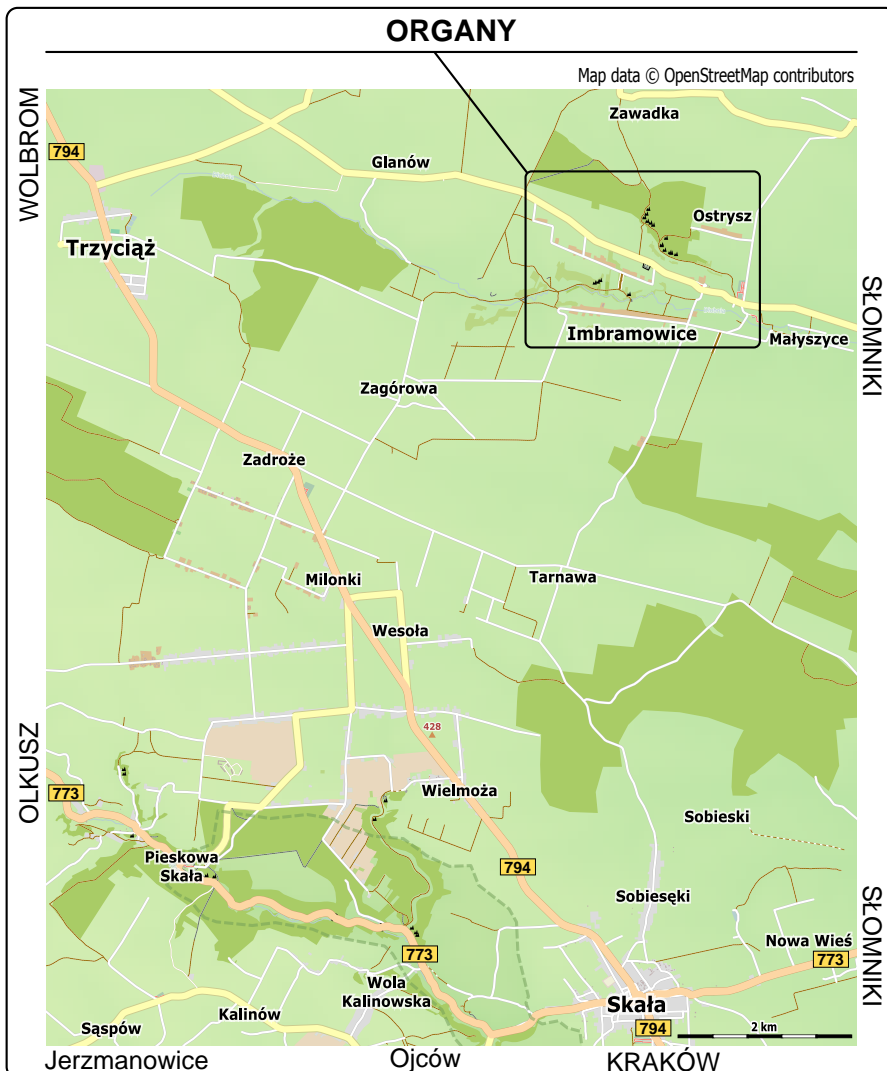 ORGANY
Map data © OpenStreetMap contributors
WOLBROM
Zawadka
794
Glanów
Ostrysz
Trzyciąż
SŁOMNIKI
Imbramowice
Małyszyce
Zagórowa
Zadroże
Milonki
Tarnawa
Wesoła
428
OLKUSZ
773
Wielmoża
Sobieski
Pieskowa
Skała
794
Sobiesęki
SŁOMNIKI
Nowa Wieś
773
773
Wola
Kalinowska
Skała
Kalinów
Sąspów
794
2 km
Jerzmanowice
Ojców
KRAKÓW